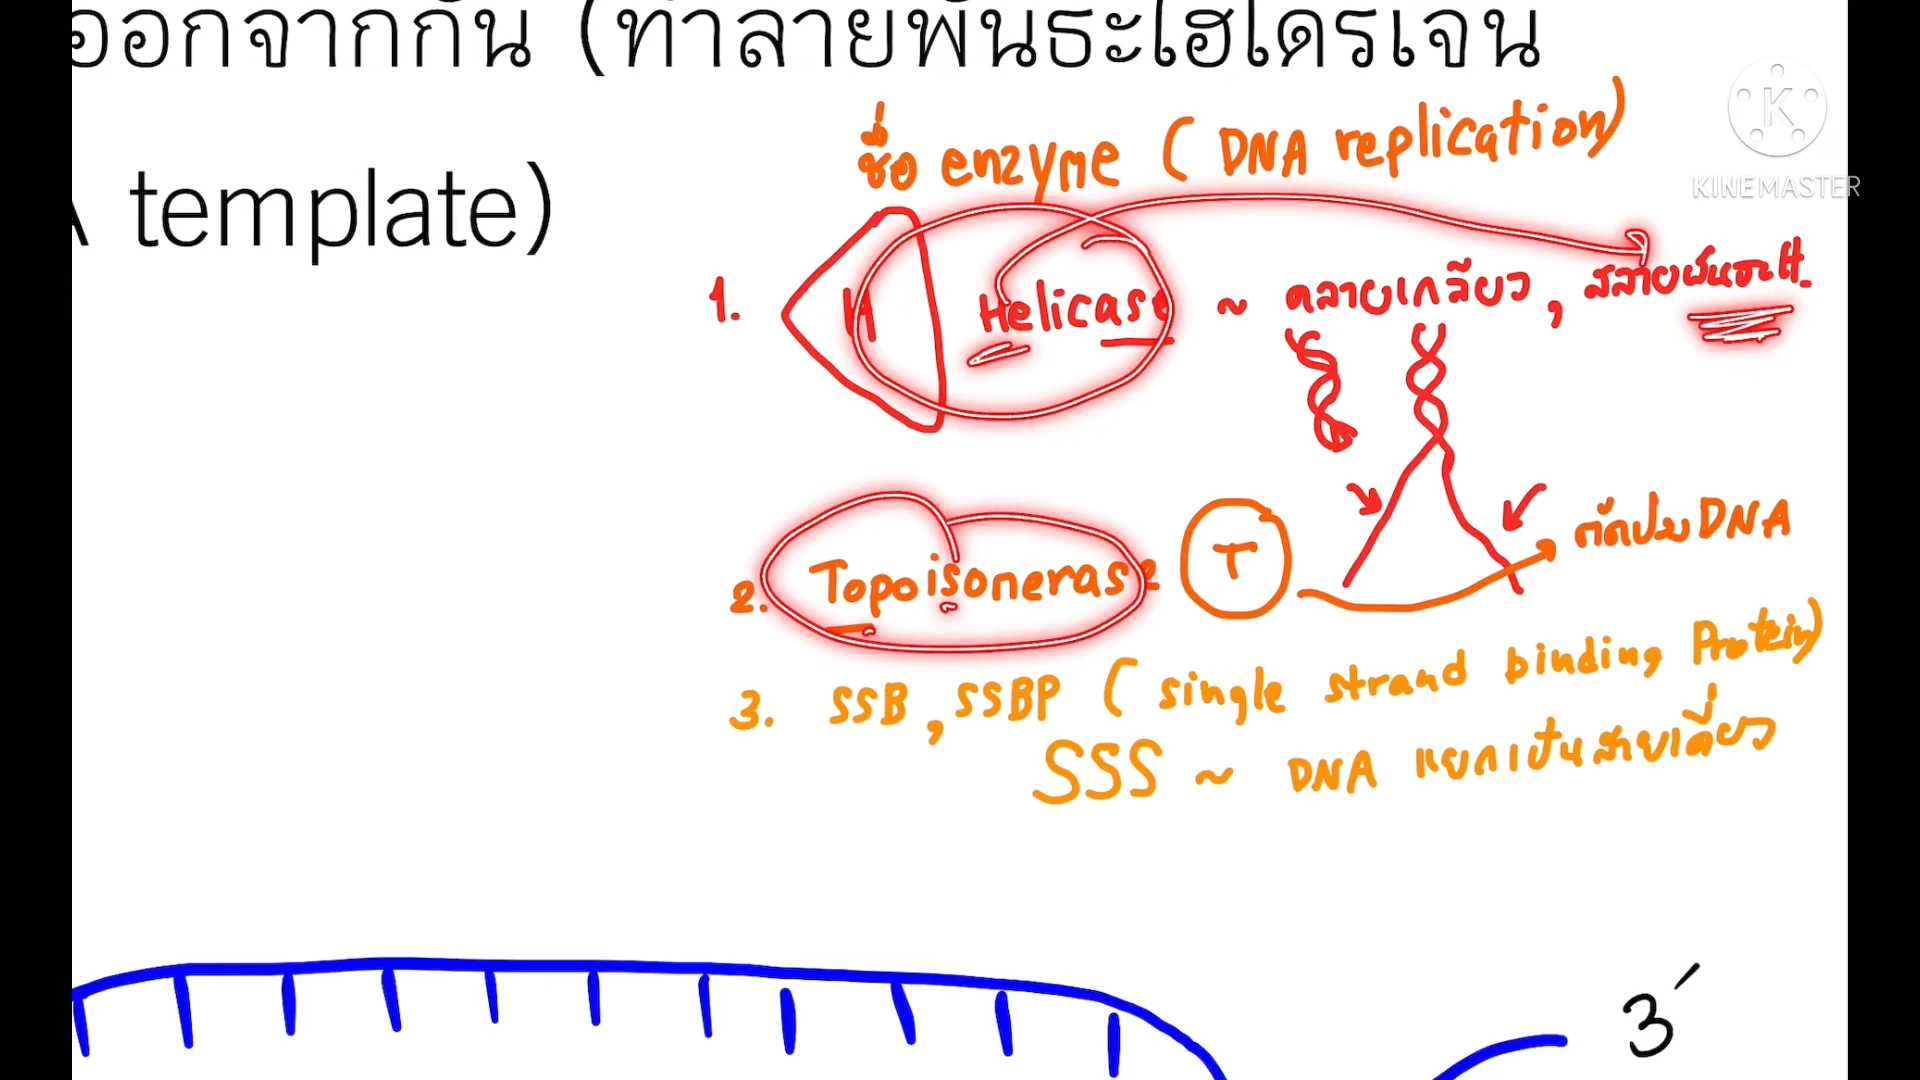 ออกจากกัน (ทำลายพันธะไฮโดรเจน
template)
KINEMASTER
ชื่อ enzyme ( DNA replication)
1. H Helicase ~ คลายเกลียว, สลายพันธะH.
2. Topoisonerase T ตัดปม DNA
3. SSB, SSBP ( single strand binding Protein)
SSS ~ DNA แยกเป็นสายเดี่ยว
3′